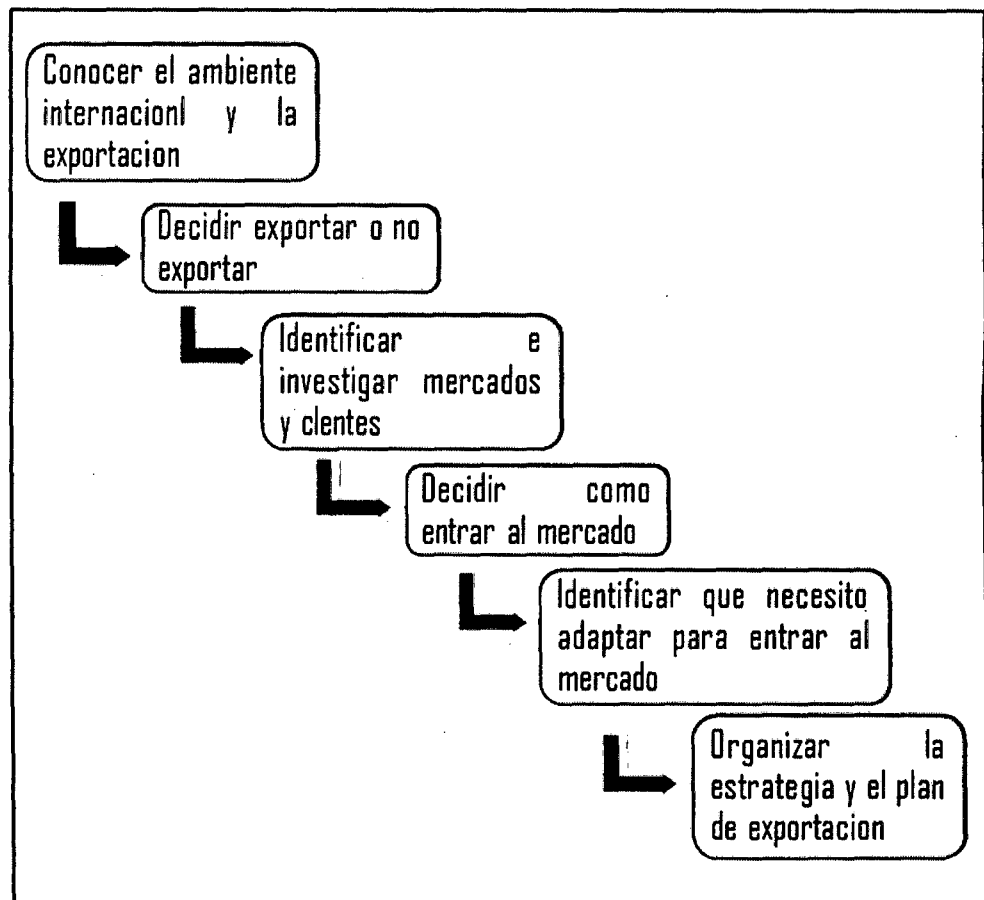 Conocer el ambiente
internacionl y la
exportacion
Decidir exportar o no
exportar
Identificar e
investigar mercados
y clentes
Decidir como
entrar al mercado
Identificar que necesito
adaptar para entrar al
mercado
Organizar la
estrategia y el plan
de exportacion